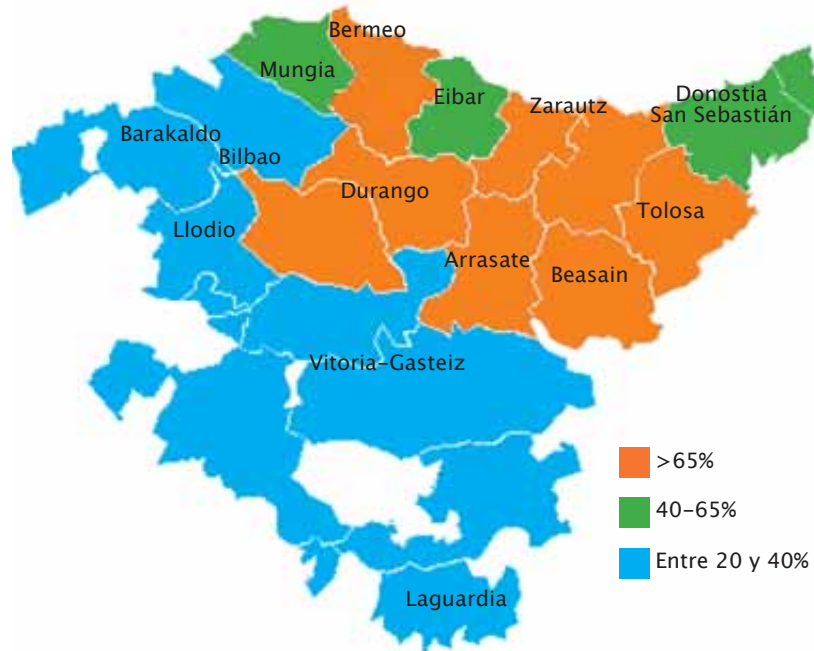 Bermeo
Mungia
Eibar
Zarautz
Donostia
San Sebastián
Barakaldo
Bilbao
Durango
Tolosa
Llodio
Arrasate
Beasain
Vitoria-Gasteiz
>65%
40-65%
Entre 20 y 40%
Laguardia